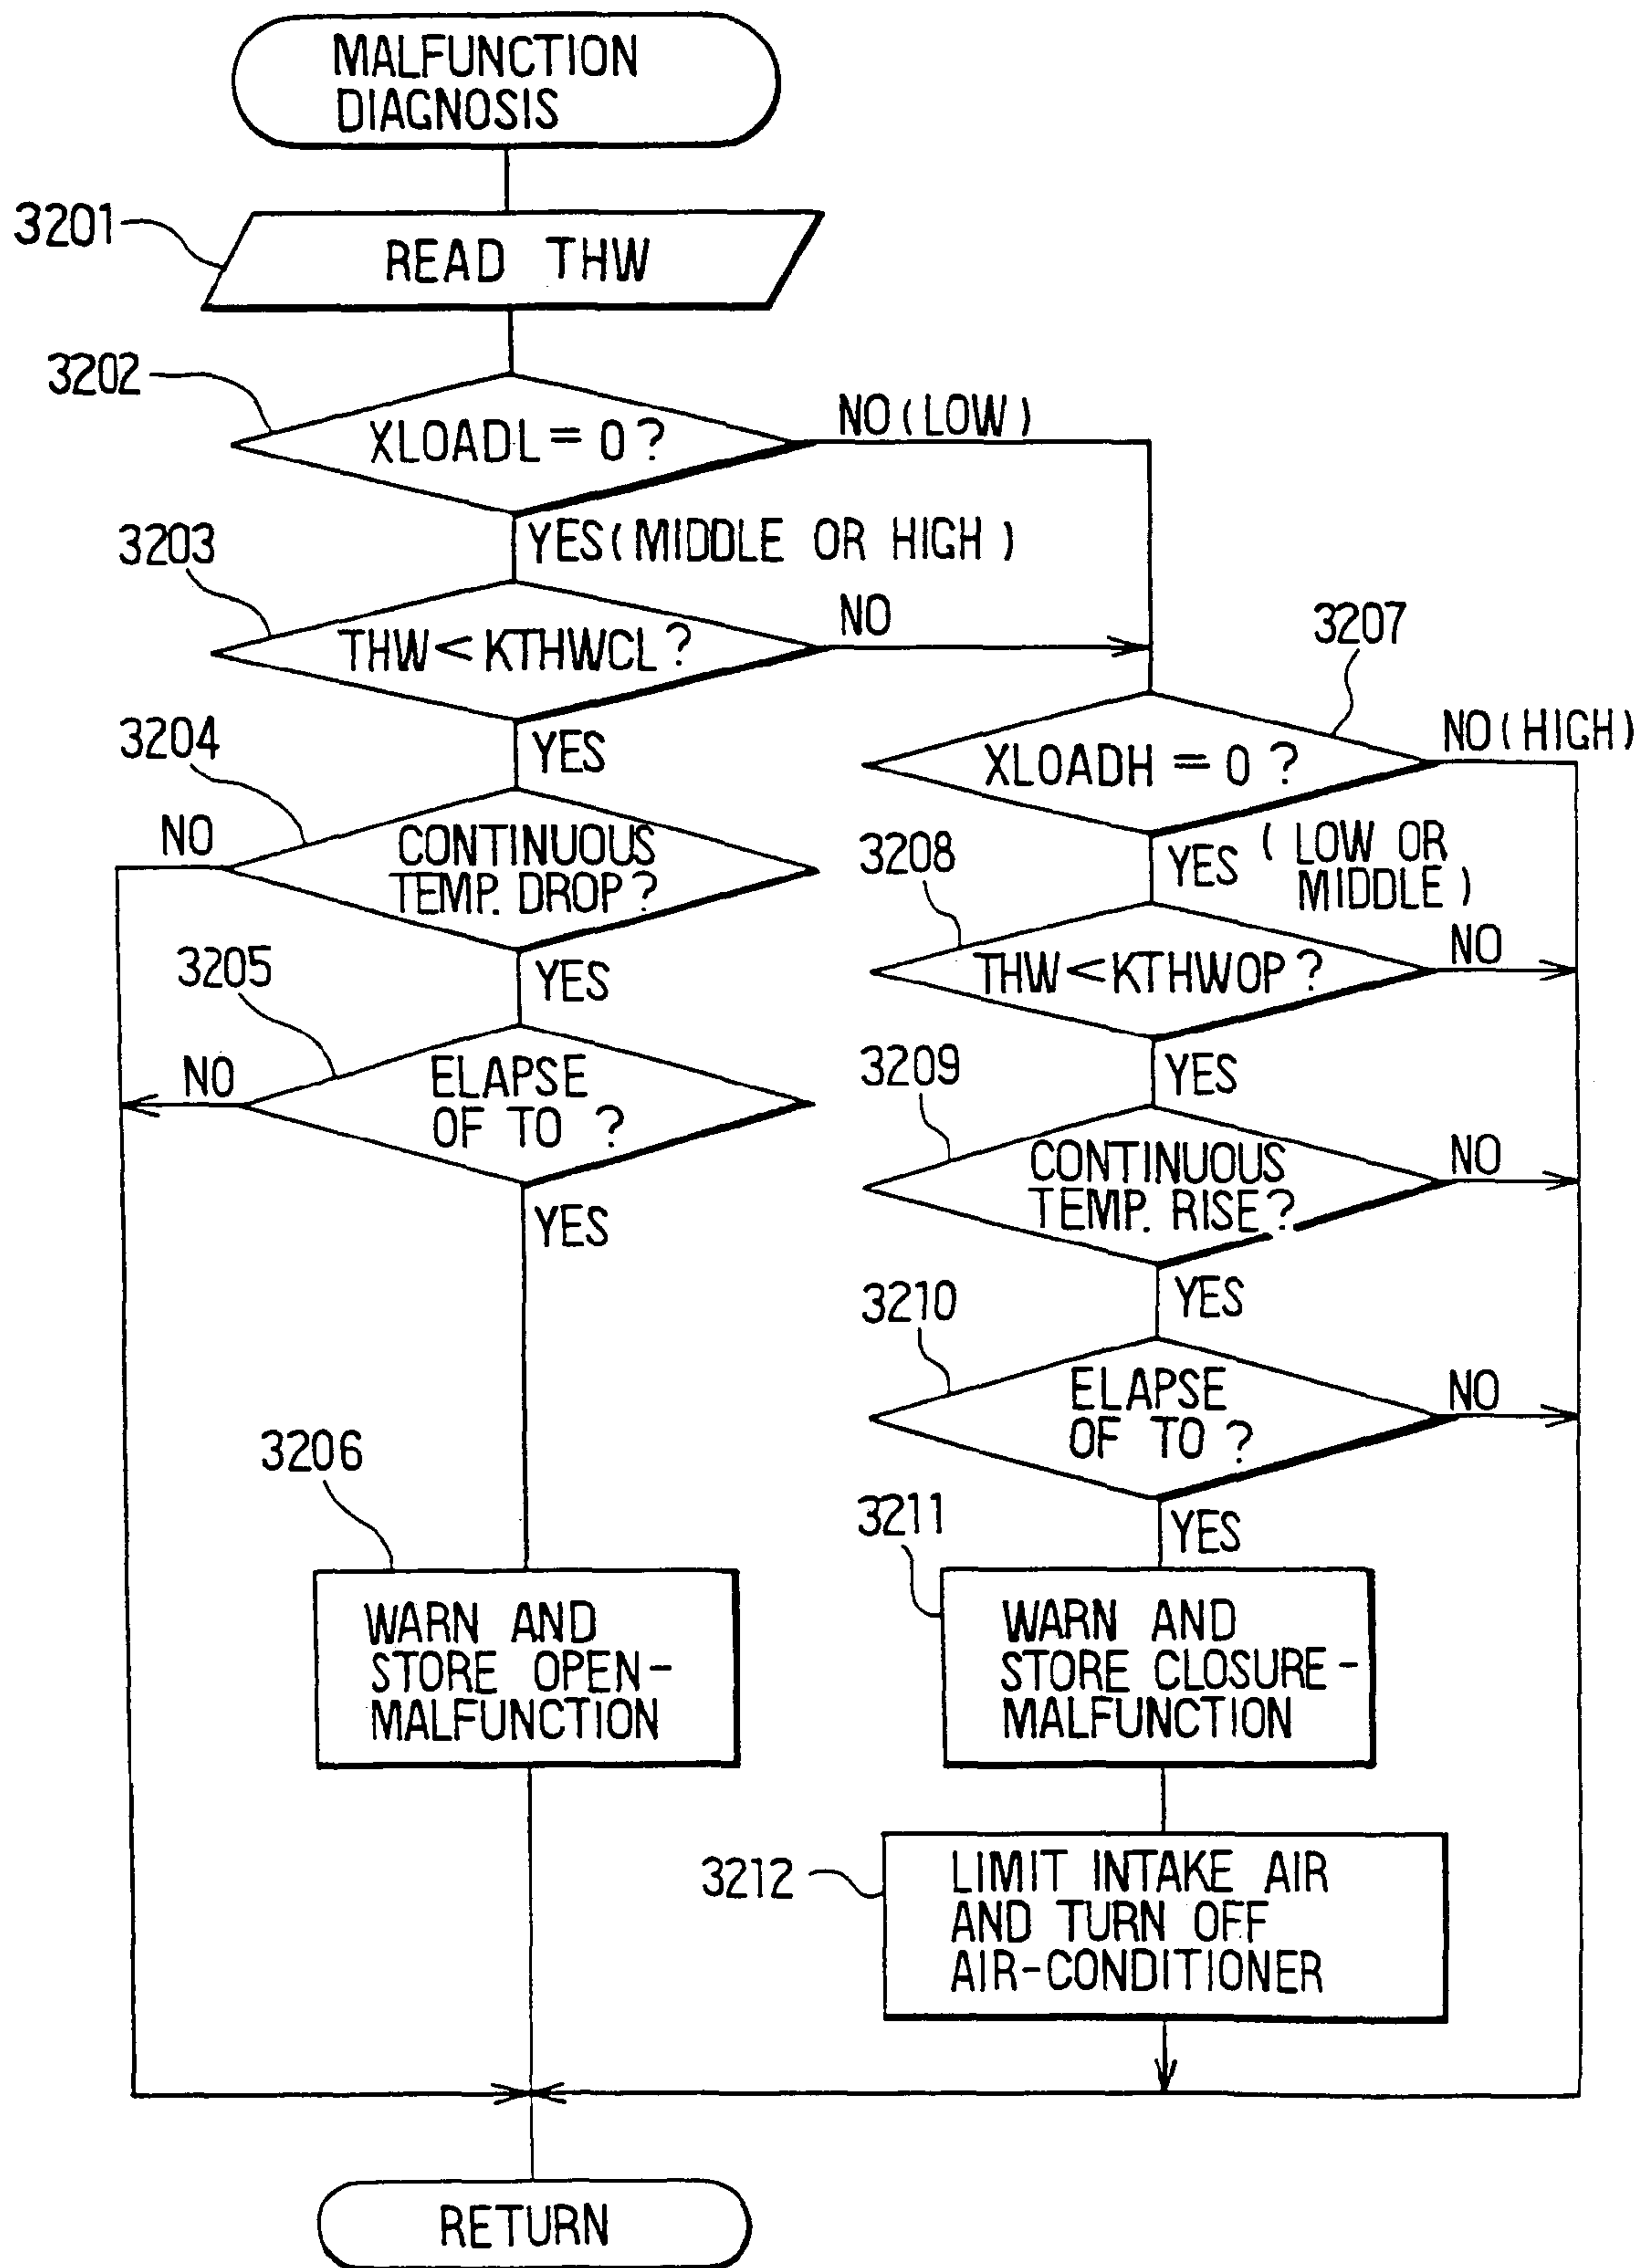 MALFUNCTION
DIAGNOSIS
3201
READ THW
3202
XLOADL = 0 ?
NO (LOW)
YES (MIDDLE OR HIGH)
3203
THW < KTHWCL ?
NO
YES
3204
NO
CONTINUOUS
TEMP. DROP?
YES
3205
NO
ELAPSE
OF TO ?
YES
3206
WARN AND
STORE OPEN-
MALFUNCTION
3207
XLOADH = 0 ?
NO (HIGH)
YES (LOW OR
MIDDLE)
3208
THW < KTHWOP ?
NO
YES
3209
CONTINUOUS
TEMP. RISE?
NO
YES
3210
ELAPSE
OF TO ?
NO
YES
3211
WARN AND
STORE CLOSURE-
MALFUNCTION
3212
LIMIT INTAKE AIR
AND TURN OFF
AIR-CONDITIONER
RETURN